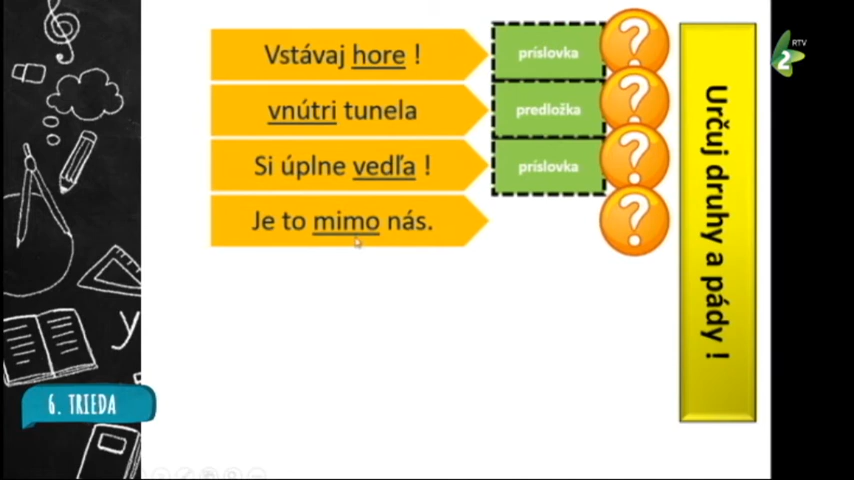 Vstávaj hore !
príslovka
?
vnútri tunela
predložka
?
Si úplne vedľa !
príslovka
?
Je to mimo nás.
?
Určuj druhy a pády !
RTV
2
y
6. TRIEDA